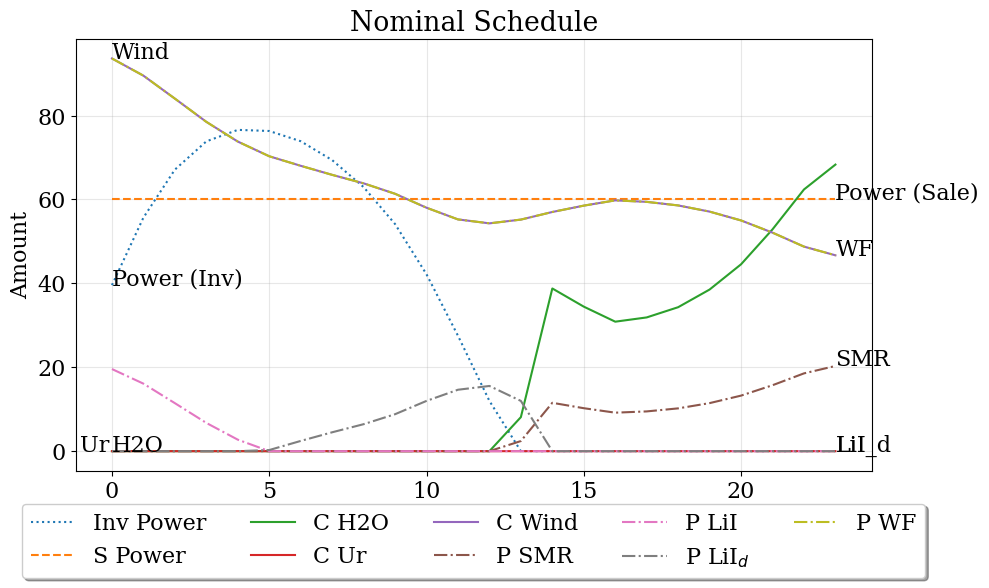 Nominal Schedule
Wind
80
Power (Sale)
60
WF
Amount
40
Power (Inv)
20
SMR
0
Ur
H2O
LiI_d
0 5 10 15 20
Inv Power C H2O C Wind P LiI P WF
S Power C Ur P SMR P LiI_d